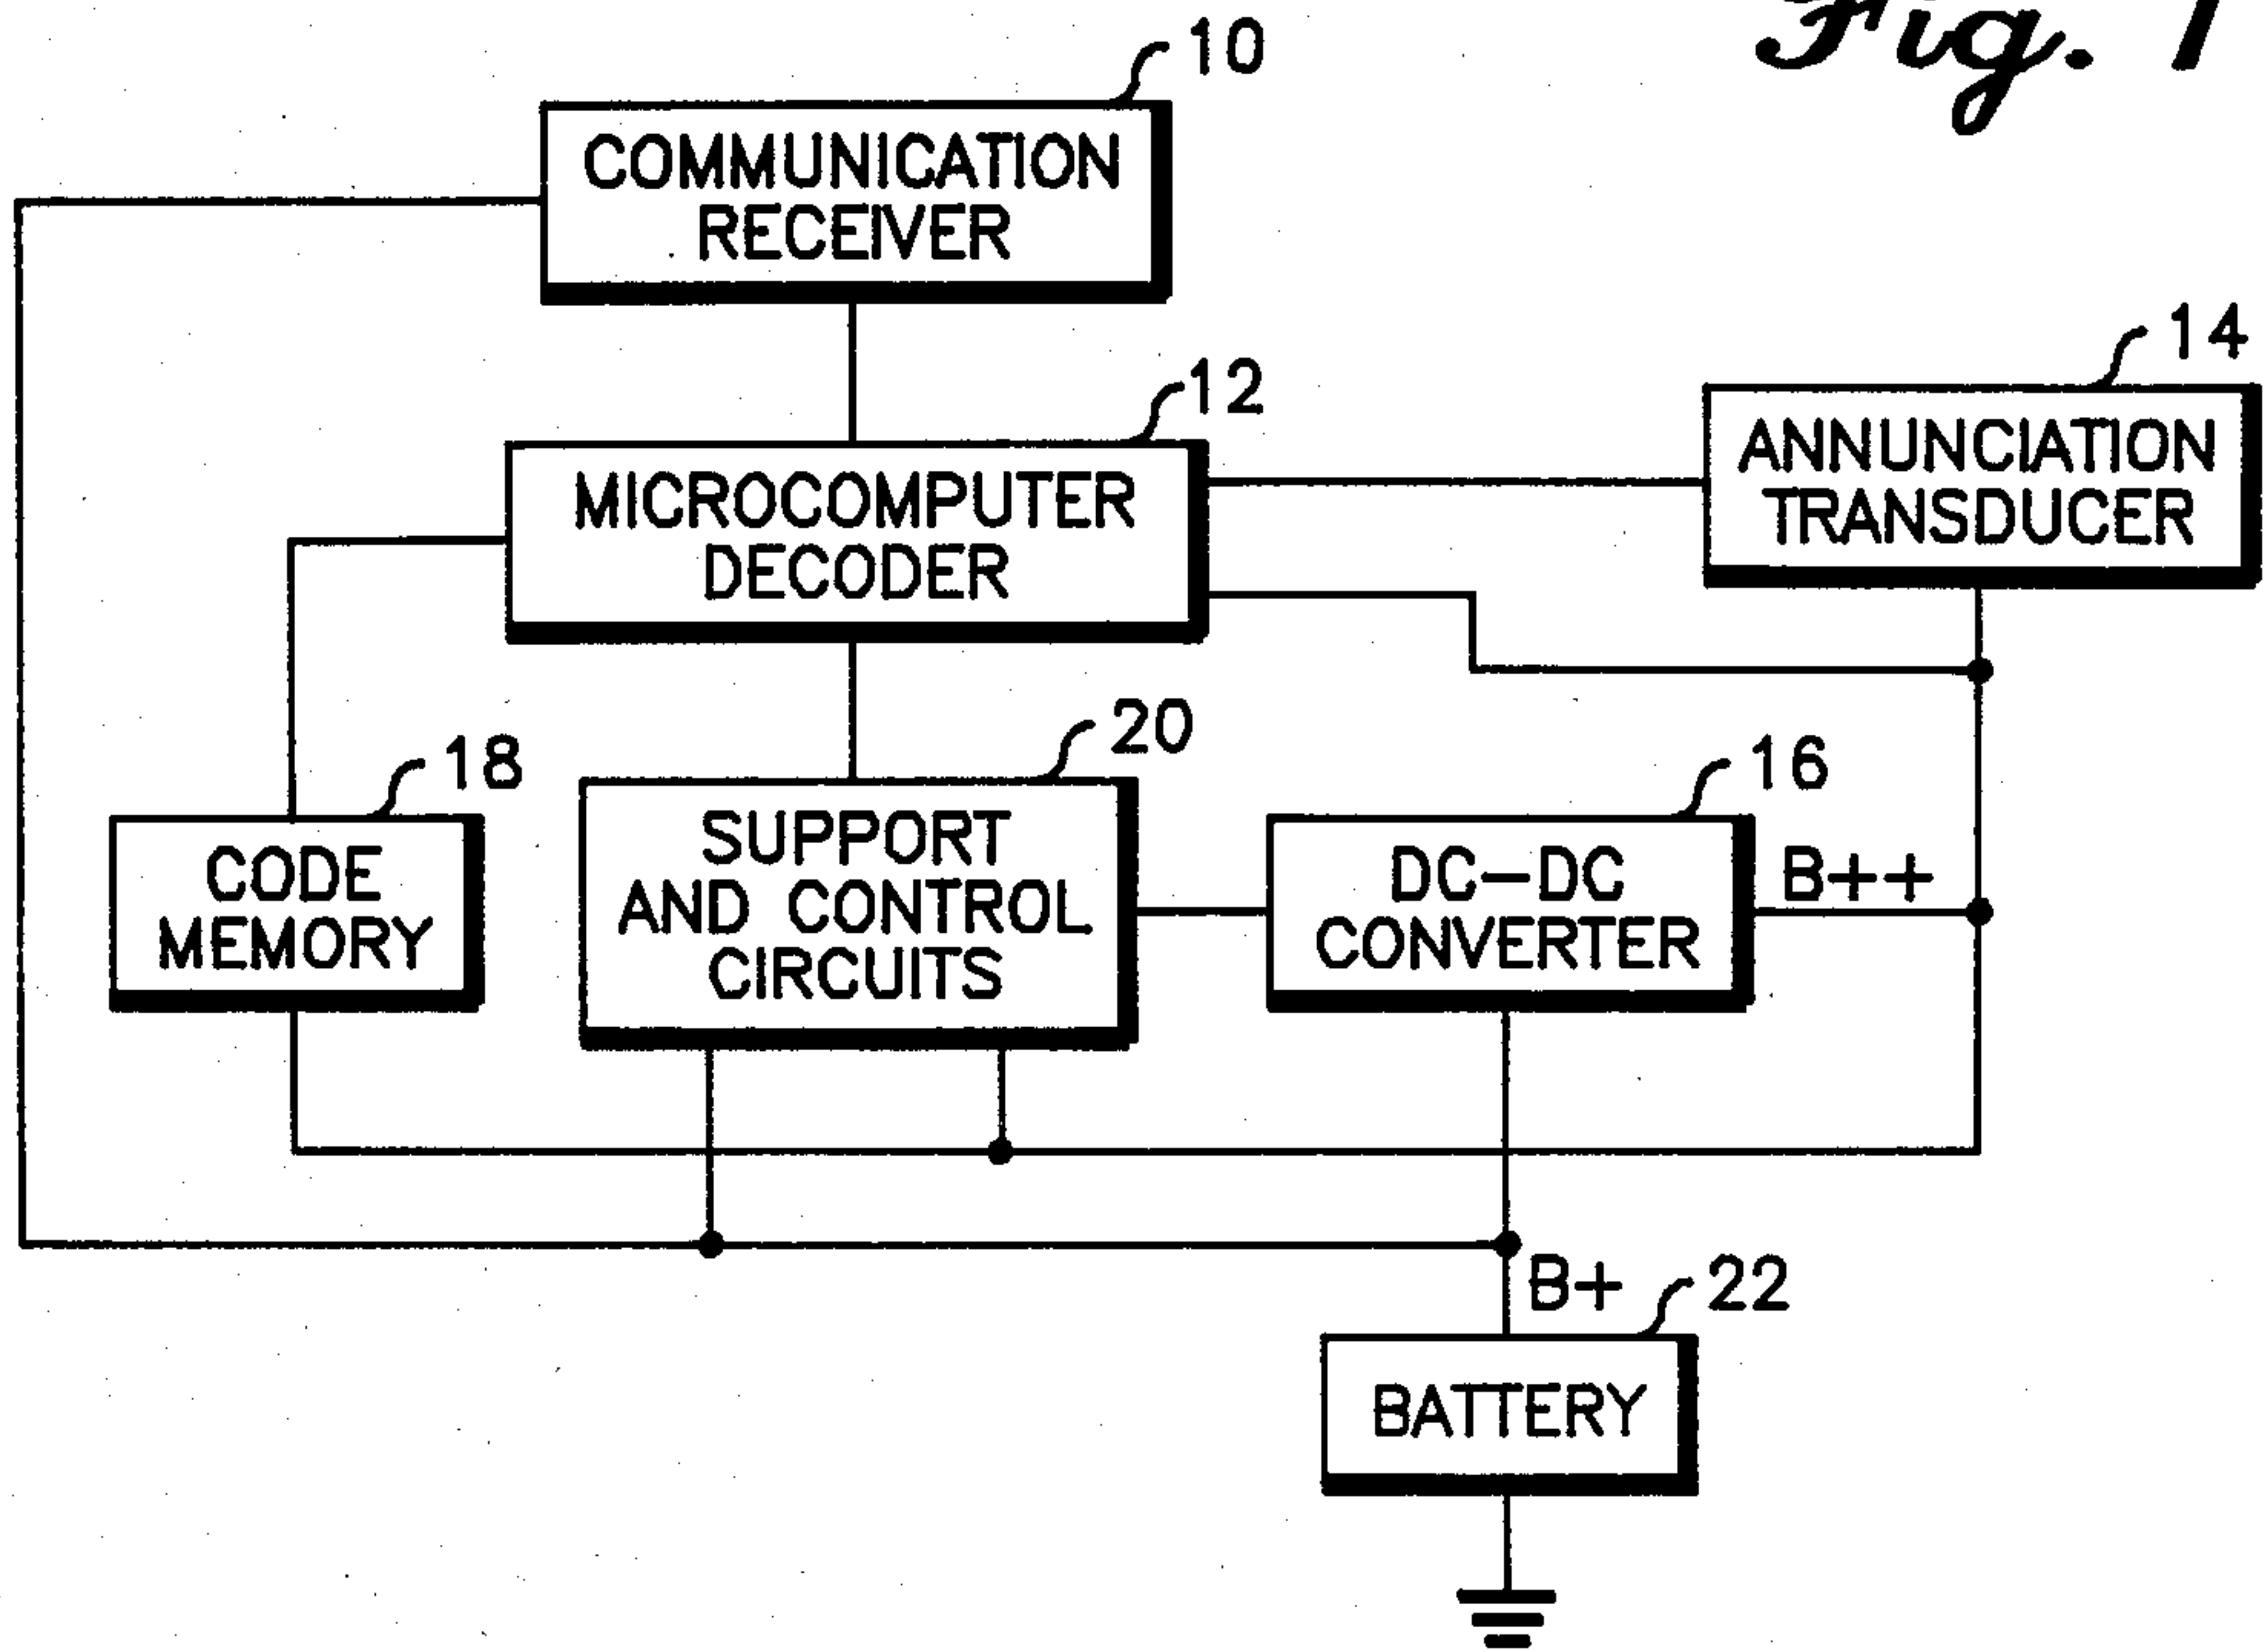 Fig. 1
10
COMMUNICATION
RECEIVER
12
MICROCOMPUTER
DECODER
14
ANNUNCIATION
TRANSDUCER
18
CODE
MEMORY
20
SUPPORT
AND CONTROL
CIRCUITS
16
DC-DC
CONVERTER
B++
B+
22
BATTERY